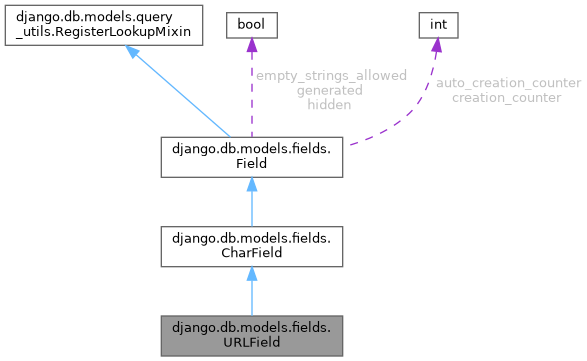 django.db.models.query
_utils.RegisterLookupMixin
bool
int
empty_strings_allowed
generated
hidden
auto_creation_counter
creation_counter
django.db.models.fields.
Field
django.db.models.fields.
CharField
django.db.models.fields.
URLField